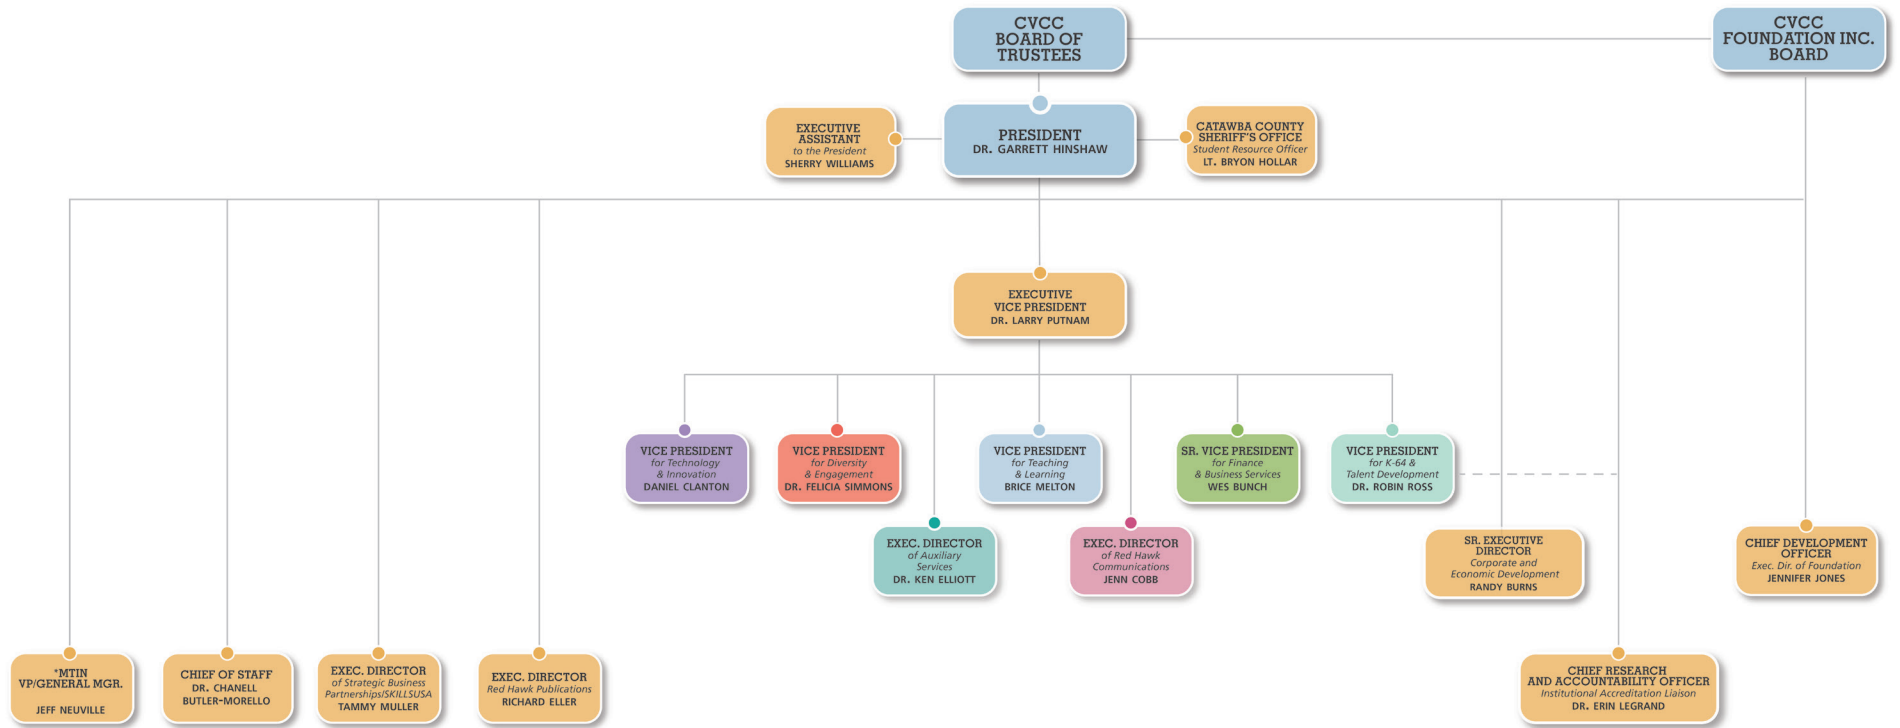 CVCC
BOARD OF
TRUSTEES
CVCC
FOUNDATION INC.
BOARD
EXECUTIVE
ASSISTANT
to the President
SHERRY WILLIAMS
PRESIDENT
DR. GARRETT HINSHAW
CATAWBA COUNTY
SHERIFF'S OFFICE
Student Resource Officer
LT. BRYON HOLLAR
EXECUTIVE
VICE PRESIDENT
DR. LARRY PUTNAM
VICE PRESIDENT
for Technology
& Innovation
DANIEL CLANTON
VICE PRESIDENT
for Diversity
& Engagement
DR. FELICIA SIMMONS
VICE PRESIDENT
for Teaching
& Learning
BRICE MELTON
SR. VICE PRESIDENT
for Finance
& Business Services
WES BUNCH
VICE PRESIDENT
for K-64 &
Talent Development
DR. ROBIN ROSS
EXEC. DIRECTOR
of Auxiliary
Services
DR. KEN ELLIOTT
EXEC. DIRECTOR
of Red Hawk
Communications
JENN COBB
SR. EXECUTIVE
DIRECTOR
Corporate and
Economic Development
RANDY BURNS
CHIEF DEVELOPMENT
OFFICER
Exec. Dir. of Foundation
JENNIFER JONES
*MTIN
VP/GENERAL MGR.
JEFF NEUVILLE
CHIEF OF STAFF
DR. CHANELL
BUTLER-MORELLO
EXEC. DIRECTOR
of Strategic Business
Partnerships/SKILLSUSA
TAMMY MULLER
EXEC. DIRECTOR
Red Hawk Publications
RICHARD ELLER
CHIEF RESEARCH
AND ACCOUNTABILITY OFFICER
Institutional Accreditation Liaison
DR. ERIN LEGRAND